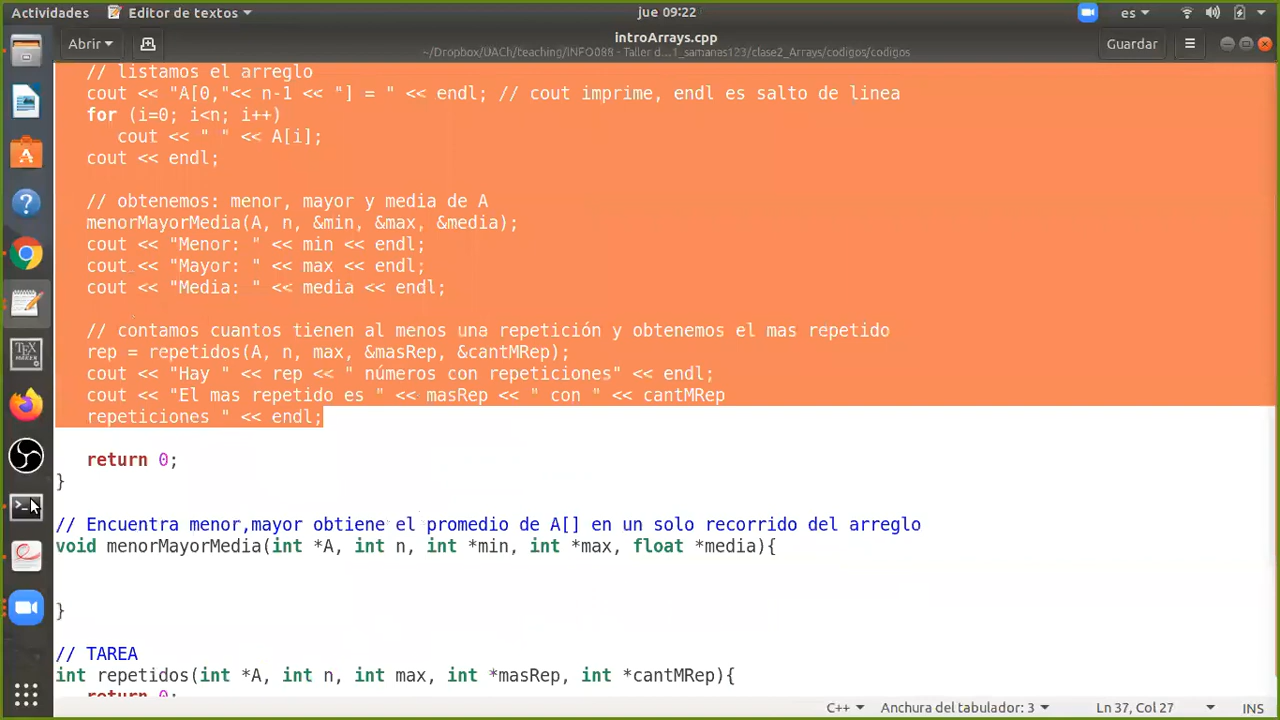 Actividades
Editor de textos
jue 09:22
es
Abrir
introArrays.cpp
~/Dropbox/UACh/teaching/INFO088 - Taller d…1_samanas123/clase2_Arrays/codigos/codigos
Guardar
// listamos el arreglo
cout << "A[0,"<< n-1 << "] = " << endl; // cout imprime, endl es salto de linea
for (i=0; i<n; i++)
cout << " " << A[i];
cout << endl;
// obtenemos: menor, mayor y media de A
menorMayorMedia(A, n, &min, &max, &media);
cout << "Menor: " << min << endl;
cout << "Mayor: " << max << endl;
cout << "Media: " << media << endl;
// contamos cuantos tienen al menos una repetición y obtenemos el mas repetido
rep = repetidos(A, n, max, &masRep, &cantMRep);
cout << "Hay " << rep << " números con repeticiones" << endl;
cout << "El mas repetido es " << masRep << " con " << cantMRep
repeticiones " << endl;
return 0;
}
// Encuentra menor,mayor obtiene el promedio de A[] en un solo recorrido del arreglo
void menorMayorMedia(int *A, int n, int *min, int *max, float *media){
}
// TAREA
int repetidos(int *A, int n, int max, int *masRep, int *cantMRep){
return 0;
C++
Anchura del tabulador: 3
Ln 37, Col 27
INS